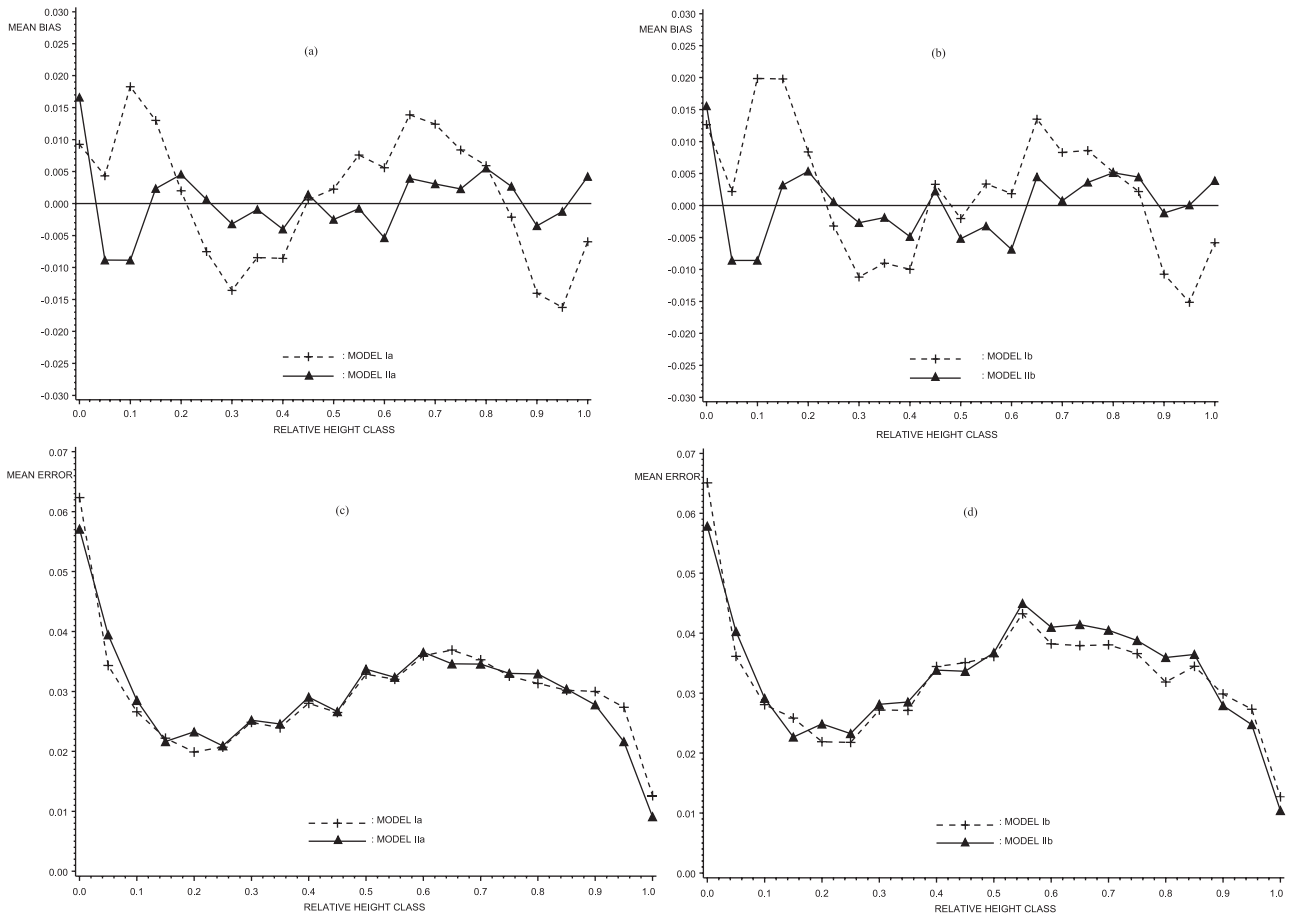 0.030
MEAN BIAS
0.025
(a)
0.020
0.015
0.010
0.005
0.000
-0.005
-0.010
-0.015
-0.020
-0.025
-0.030
: MODEL Ia
: MODEL IIa
0.0 0.1 0.2 0.3 0.4 0.5 0.6 0.7 0.8 0.9 1.0
RELATIVE HEIGHT CLASS
0.030
MEAN BIAS
0.025
(b)
0.020
0.015
0.010
0.005
0.000
-0.005
-0.010
-0.015
-0.020
-0.025
-0.030
: MODEL Ib
: MODEL IIb
0.0 0.1 0.2 0.3 0.4 0.5 0.6 0.7 0.8 0.9 1.0
RELATIVE HEIGHT CLASS
0.07
MEAN ERROR
(c)
0.06
0.05
0.04
0.03
0.02
0.01
0.00
: MODEL Ia
: MODEL IIa
0.0 0.1 0.2 0.3 0.4 0.5 0.6 0.7 0.8 0.9 1.0
RELATIVE HEIGHT CLASS
0.07
MEAN ERROR
(d)
0.06
0.05
0.04
0.03
0.02
0.01
0.00
: MODEL Ib
: MODEL IIb
0.0 0.1 0.2 0.3 0.4 0.5 0.6 0.7 0.8 0.9 1.0
RELATIVE HEIGHT CLASS